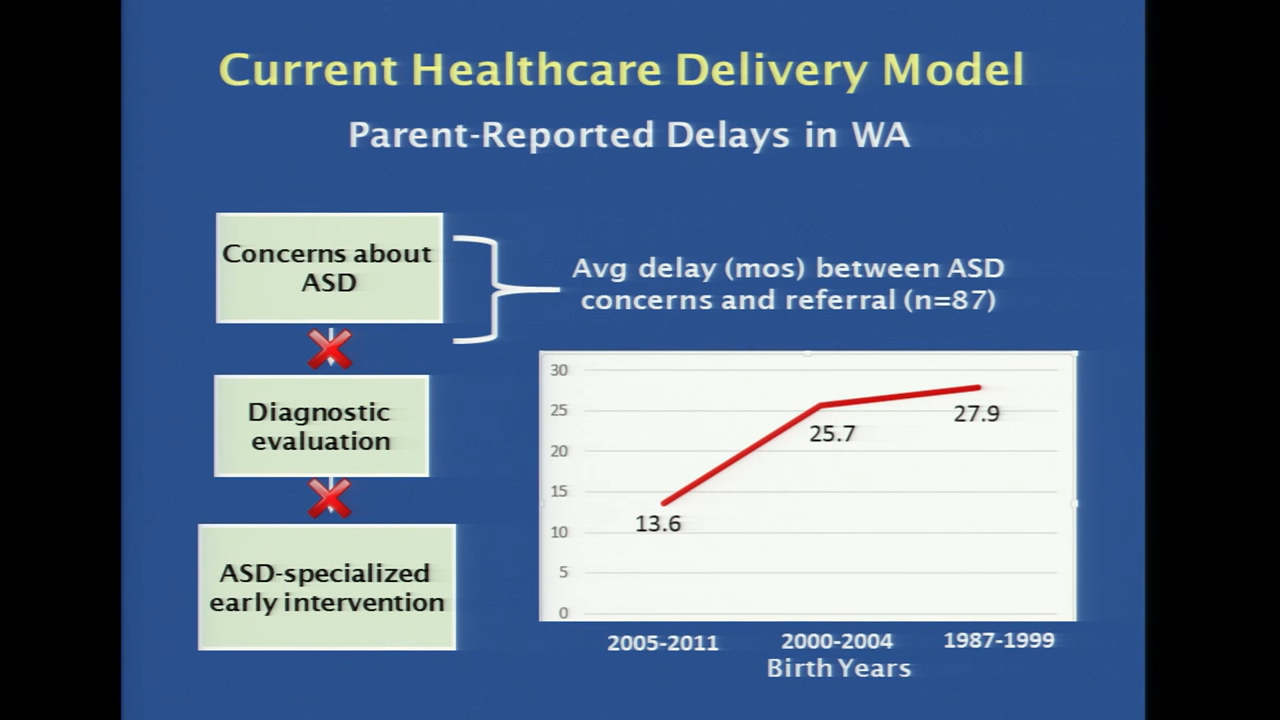 Current Healthcare Delivery Model
Parent-Reported Delays in WA
Concerns about
ASD
Diagnostic
evaluation
ASD-specialized
early intervention
Avg delay (mos) between ASD
concerns and referral (n=87)
30
25
20
15
10
5
0
13.6
25.7
27.9
2005-2011
2000-2004
1987-1999
Birth Years